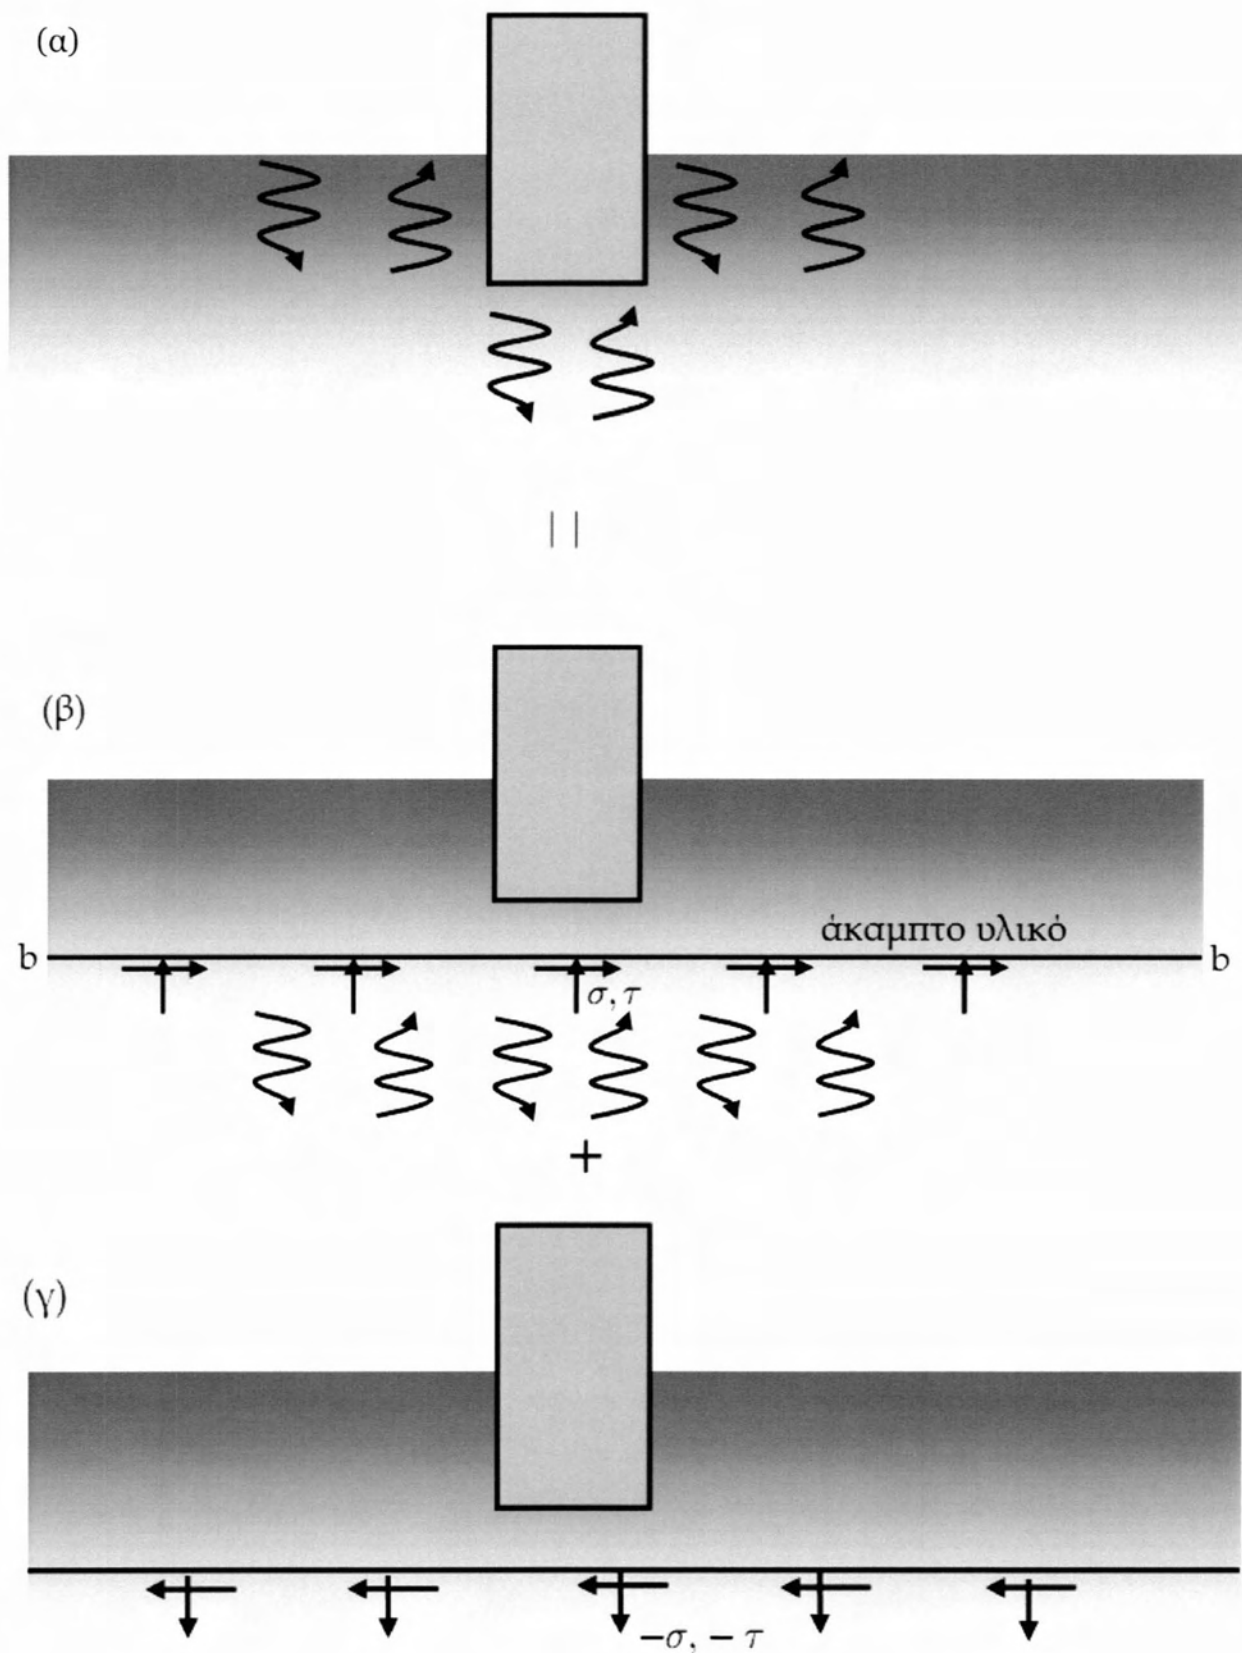 (α)
(β)
άκαμπτο υλικό
b b
σ, τ
+
(γ)
−σ, − τ